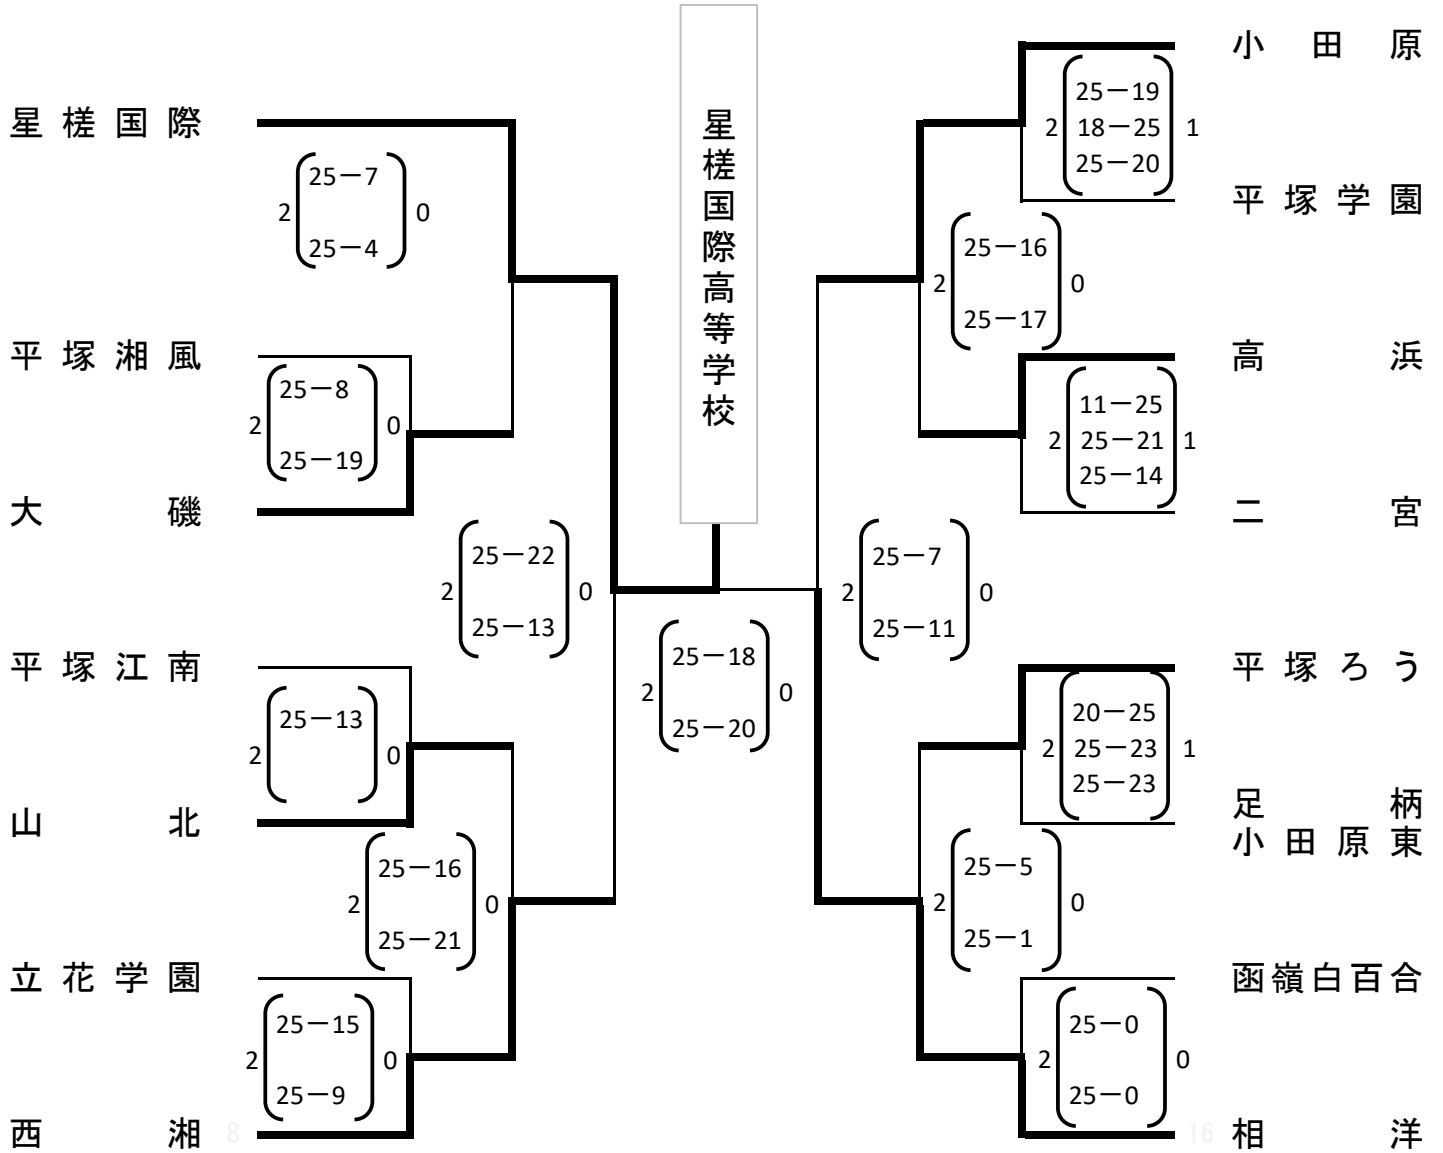 星槎国際高等学校
星槎国際
2 25－7 0
25－4
平塚湘風
25－8
2 0
25－19
大磯
25－22
2 0
25－13
平塚江南
25－13
2 0
山北
25－16
2 0
25－21
立花学園
25－15
2 0
25－9
西湘 8
25－18
2 0
25－20
小田原
25－19
2 18－25 1
25－20
平塚学園
25－16
2 0
25－17
高浜
11－25
2 25－21 1
25－14
二宮
25－7
2 0
25－11
平塚ろう
20－25
2 25－23 1
25－23
足柄
小田原東
25－5
2 0
25－1
函嶺白百合
25－0
2 0
25－0
16 相洋